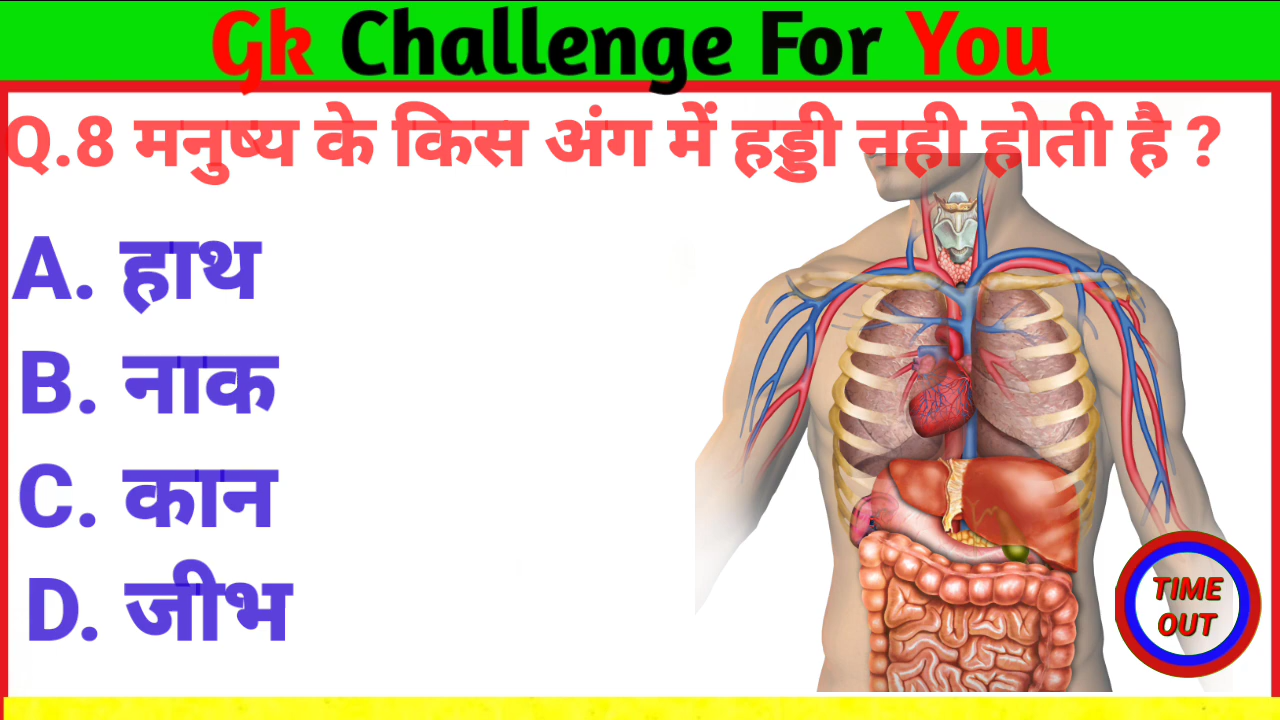 Gk Challenge For You
Q.8 मनुष्य के किस अंग में हड्डी नही होती है ?
A. हाथ
B. नाक
C. कान
D. जीभ
TIME
OUT